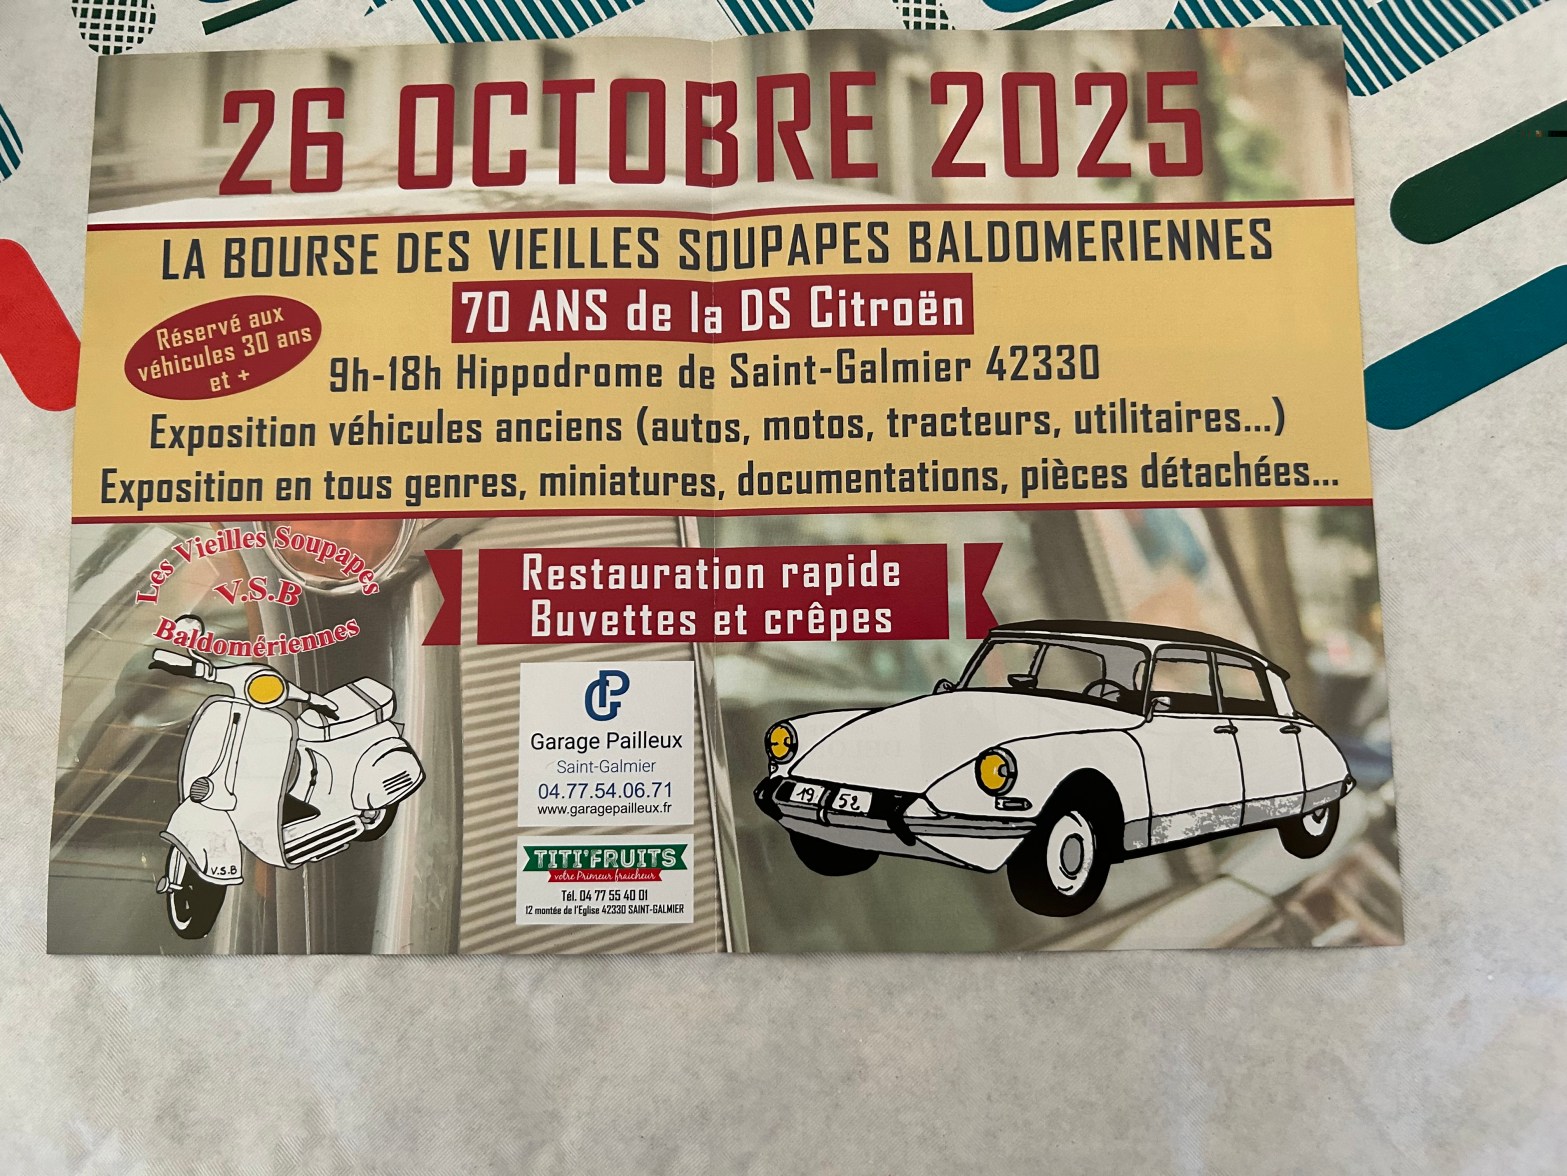 26 OCTOBRE 2025
LA BOURSE DES VIEILLES SOUPAPES BALDOMERIENNES
70 ANS de la DS Citroën
Réservé aux
véhicules 30 ans
et +
9h-18h Hippodrome de Saint-Galmier 42330
Exposition véhicules anciens (autos, motos, tracteurs, utilitaires...)
Exposition en tous genres, miniatures, documentations, pièces détachées...
Les Vieilles Soupapes
V.S.B
Baldomériennes
Restauration rapide
Buvettes et crêpes
GP
Garage Pailleux
Saint-Galmier
04.77.54.06.71
www.garagepailleux.fr
TITI'FRUITS
votre Primeur fraicheur
Tél. 04 77 55 40 01
12 montée de l'Eglise 42330 SAINT-GALMIER
V.S.B
19 52